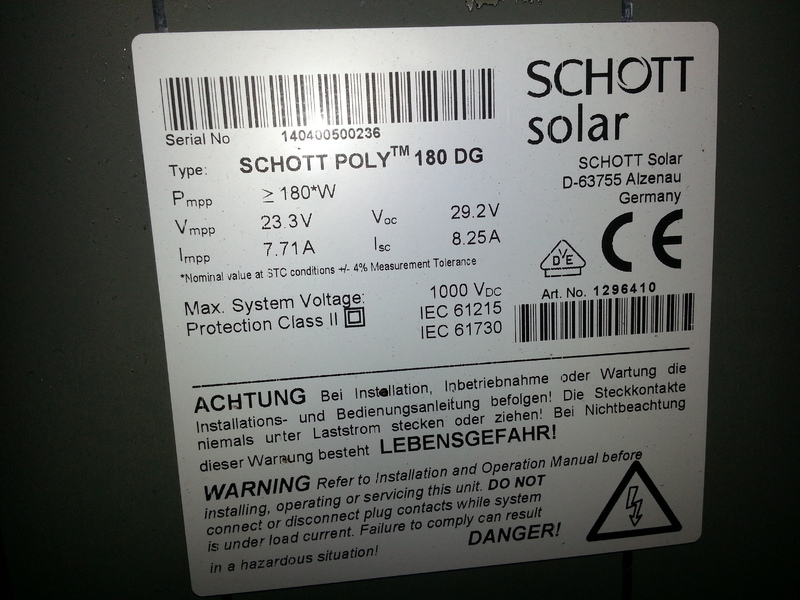 SCHOTT
solar
Serial No 140400500236
Type: SCHOTT POLY™ 180 DG
SCHOTT Solar
D-63755 Alzenau
Germany
Pmpp ≥ 180*W
Vmpp 23.3V Voc 29.2V
Impp 7.71A Isc 8.25A
*Nominal value at STC conditions +/- 4% Measurement Tolerance
CE
DVE
Art. No. 1296410
Max. System Voltage: 1000 VDC
Protection Class II IEC 61215
IEC 61730
ACHTUNG Bei Installation, Inbetriebnahme oder Wartung die
Installations- und Bedienungsanleitung befolgen! Die Steckkontakte
niemals unter Laststrom stecken oder ziehen! Bei Nichtbeachtung
dieser Warnung besteht LEBENSGEFAHR!
WARNING Refer to Installation and Operation Manual before
installing, operating or servicing this unit. DO NOT
connect or disconnect plug contacts while system
is under load current. Failure to comply can result
in a hazardous situation! DANGER!